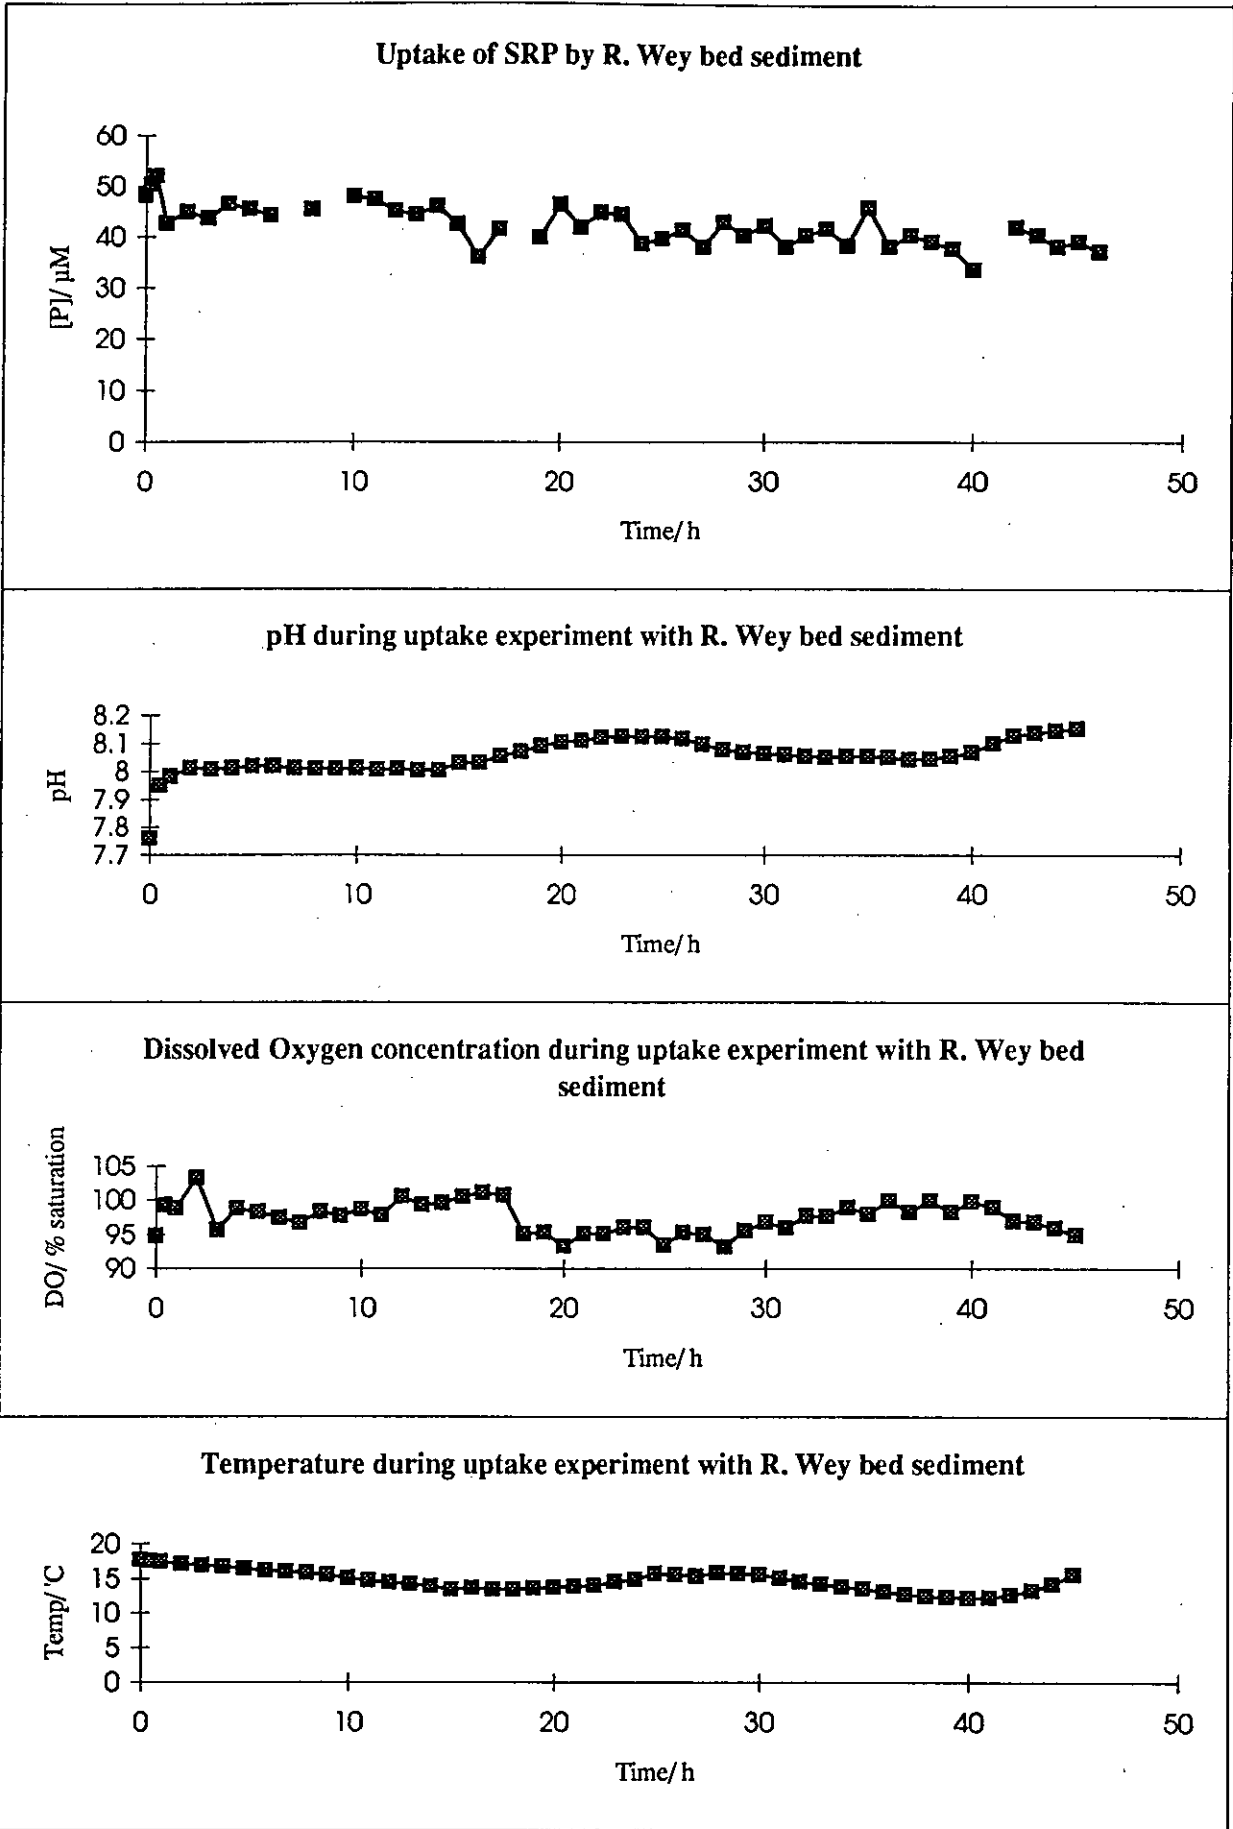 Uptake of SRP by R. Wey bed sediment
60
50
40
30
20
10
0
[P]/ µM
0 10 20 30 40 50
Time/ h
pH during uptake experiment with R. Wey bed sediment
8.2
8.1
8
7.9
7.8
7.7
pH
0 10 20 30 40 50
Time/ h
Dissolved Oxygen concentration during uptake experiment with R. Wey bed
sediment
105
100
95
90
DO/ % saturation
0 10 20 30 40 50
Time/ h
Temperature during uptake experiment with R. Wey bed sediment
20
15
10
5
0
Temp/ 'C
0 10 20 30 40 50
Time/ h